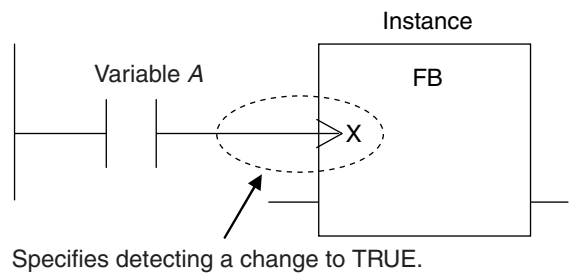 Instance
Variable A
FB
X
Specifies detecting a change to TRUE.